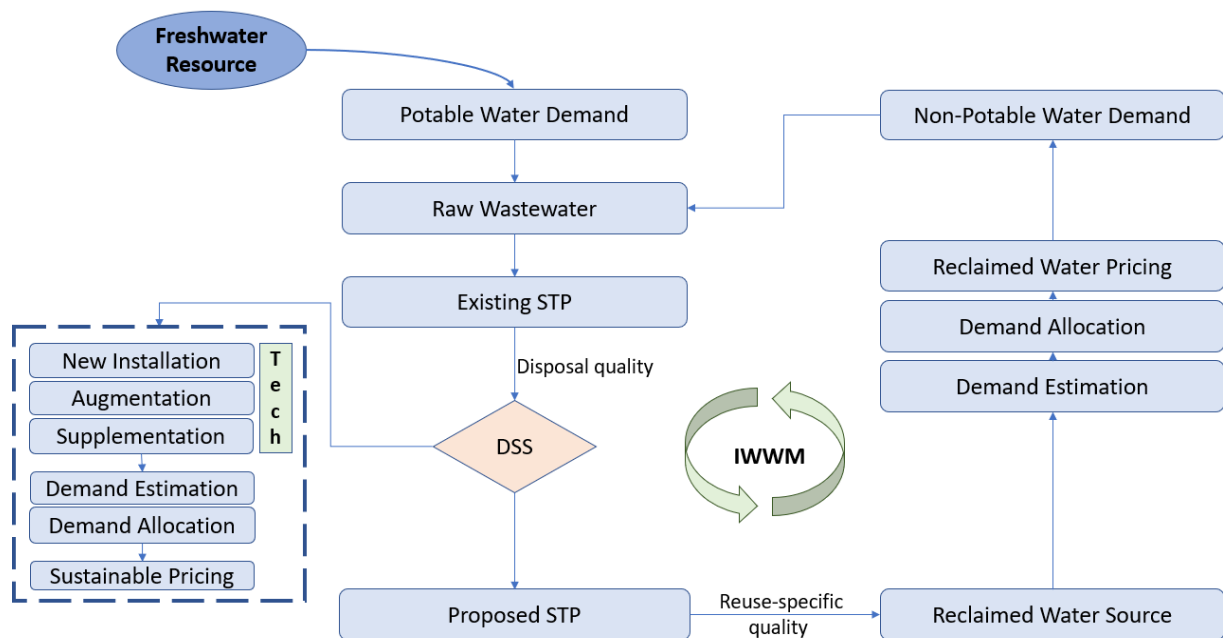 Freshwater
Resource
Potable Water Demand
Non-Potable Water Demand
Raw Wastewater
Existing STP
Reclaimed Water Pricing
Demand Allocation
Demand Estimation
Disposal quality
New Installation
Augmentation
Supplementation
Tech
Demand Estimation
Demand Allocation
Sustainable Pricing
DSS
IWWM
Proposed STP
Reuse-specific
quality
Reclaimed Water Source